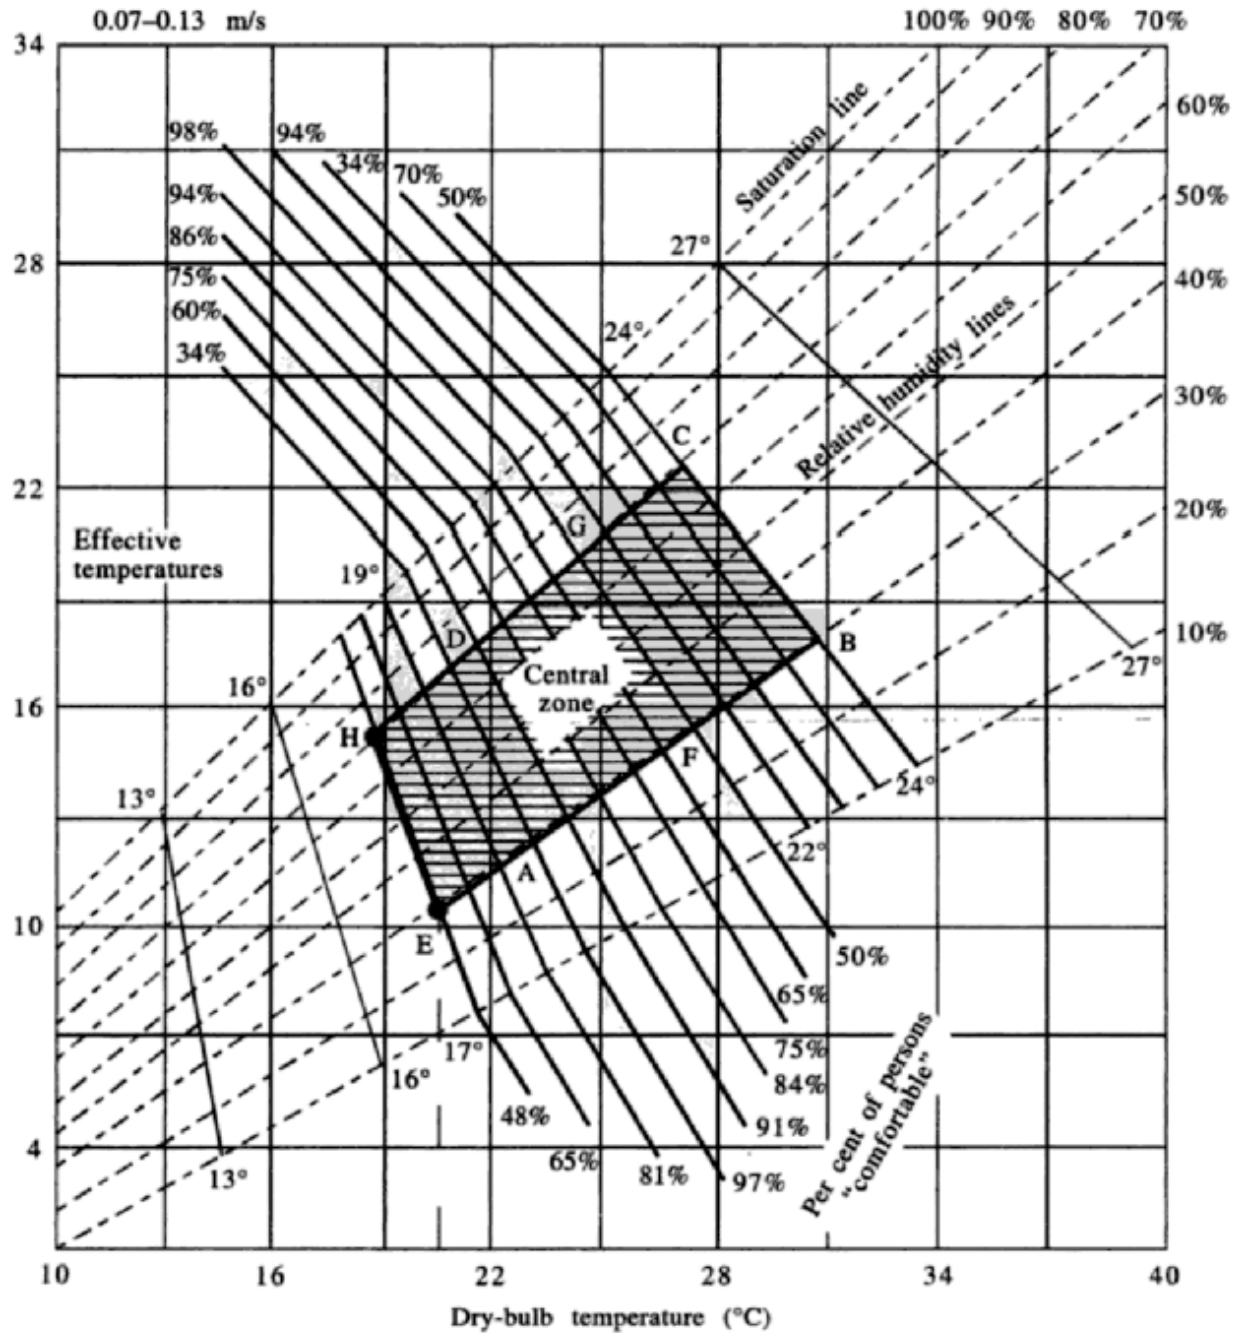 0.07–0.13 m/s
100% 90% 80% 70%
34
60%
98%
94%
34%
70%
50%
Saturation line
94%
50%
86%
27°
28
75%
40%
60%
24°
Relative humidity lines
34%
30%
C
22
20%
G
Effective
temperatures
19°
D
Central
zone
B
10%
27°
16°
16
H
F
13°
24°
22°
A
10
E
50%
65%
17°
75%
16°
84%
48%
91%
Per cent of persons
“comfortable”
4
65%
81%
97%
13°
10 16 22 28 34 40
Dry-bulb temperature (°C)